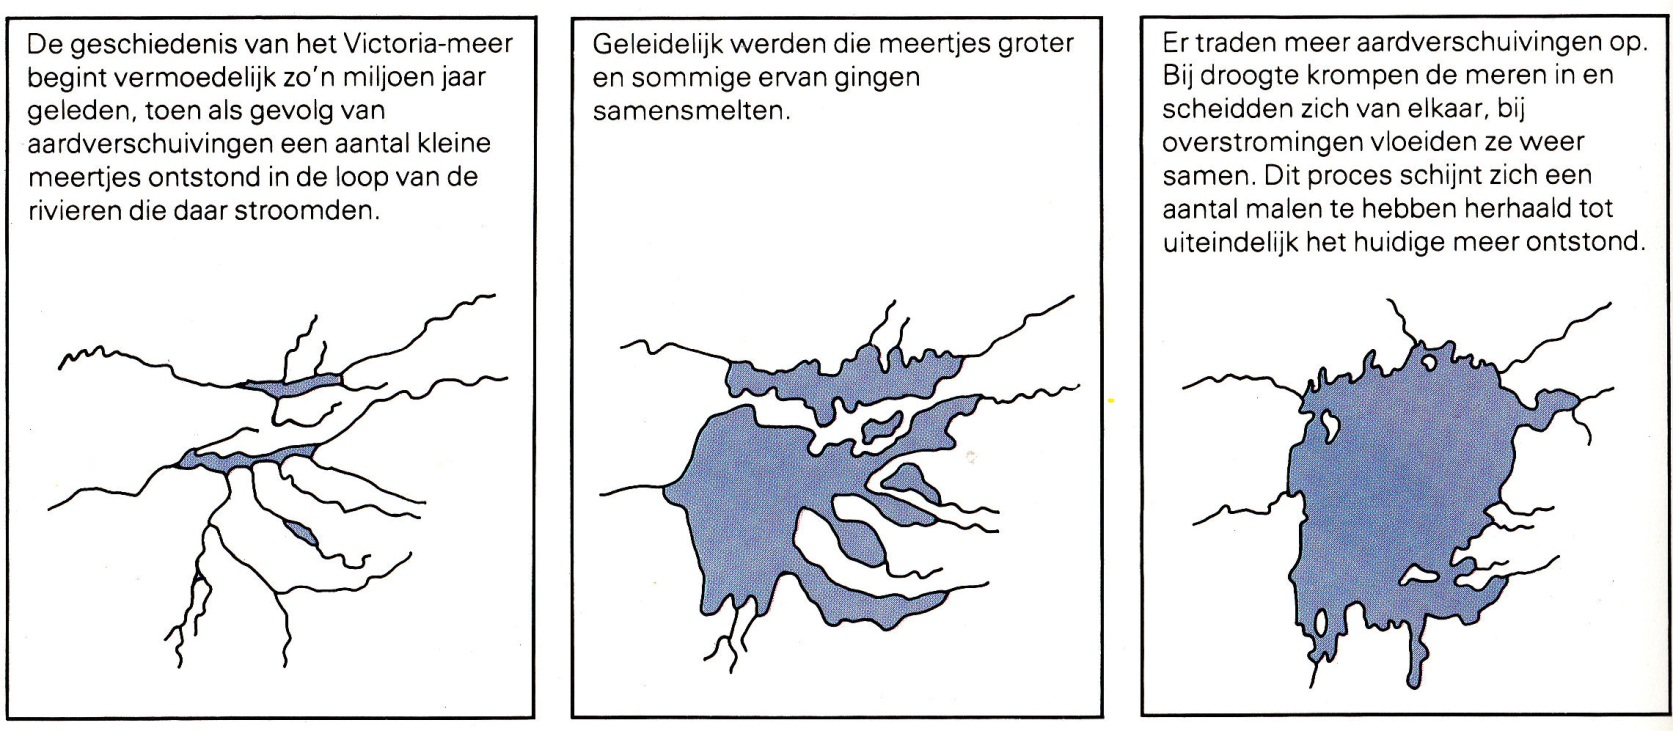 De geschiedenis van het Victoria-meer
begint vermoedelijk zo'n miljoen jaar
geleden, toen als gevolg van
aardverschuivingen een aantal kleine
meertjes ontstond in de loop van de
rivieren die daar stroomden.
Geleidelijk werden die meertjes groter
en sommige ervan gingen
samensmelten.
Er traden meer aardverschuivingen op.
Bij droogte krompen de meren in en
scheidden zich van elkaar, bij
overstromingen vloeiden ze weer
samen. Dit proces schijnt zich een
aantal malen te hebben herhaald tot
uiteindelijk het huidige meer ontstond.